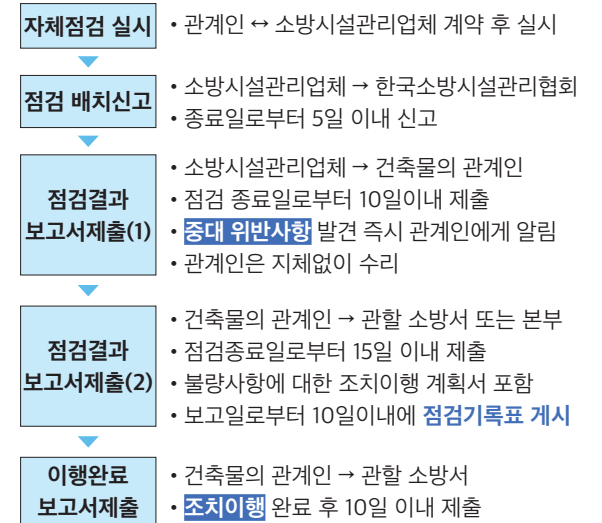 자체점검 실시
• 관계인 ↔ 소방시설관리업체 계약 후 실시
점검 배치신고
• 소방시설관리업체 → 한국소방시설관리협회
• 종료일로부터 5일 이내 신고
점검결과
보고서제출(1)
• 소방시설관리업체 → 건축물의 관계인
• 점검 종료일로부터 10일이내 제출
• 중대 위반사항 발견 즉시 관계인에게 알림
• 관계인은 지체없이 수리
점검결과
보고서제출(2)
• 건축물의 관계인 → 관할 소방서 또는 본부
• 점검종료일로부터 15일 이내 제출
• 불량사항에 대한 조치이행 계획서 포함
• 보고일로부터 10일이내에 점검기록표 게시
이행완료
보고서제출
• 건축물의 관계인 → 관할 소방서
• 조치이행 완료 후 10일 이내 제출